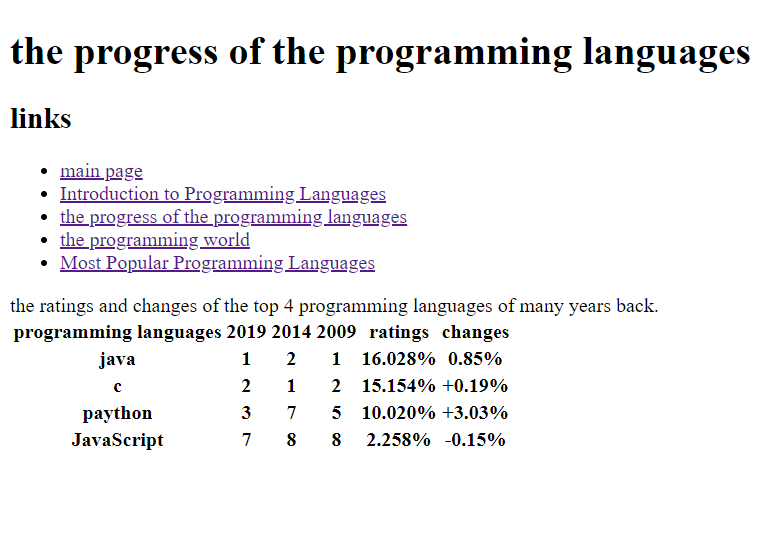 the progress of the programming languages
links
main page
Introduction to Programming Languages
the progress of the programming languages
the programming world
Most Popular Programming Languages
the ratings and changes of the top 4 programming languages of many years back.
programming languages 2019 2014 2009 ratings changes
java 1 2 1 16.028% 0.85%
c 2 1 2 15.154% +0.19%
paython 3 7 5 10.020% +3.03%
JavaScript 7 8 8 2.258% -0.15%